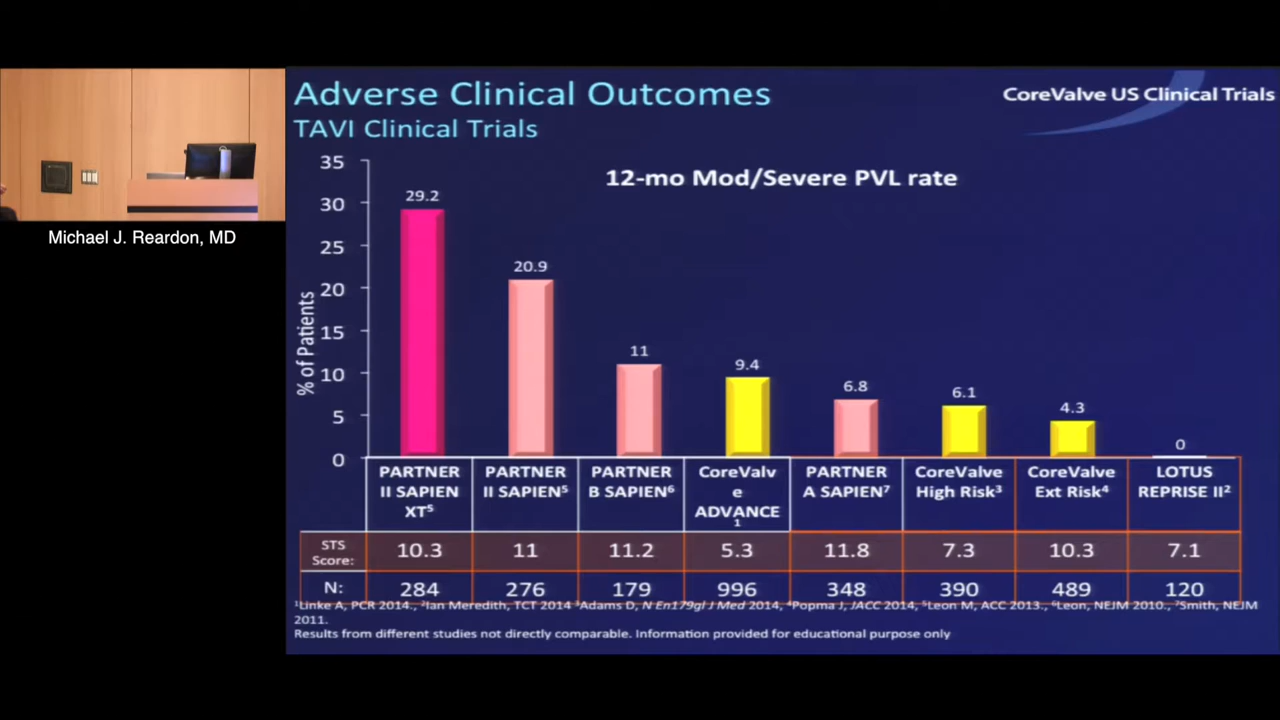 Adverse Clinical Outcomes
CoreValve US Clinical Trials
TAVI Clinical Trials
12-mo Mod/Severe PVL rate
% of Patients
35
30
25
20
15
10
5
0
29.2
20.9
11
9.4
6.8
6.1
4.3
0
PARTNER II SAPIEN XT⁵
PARTNER II SAPIEN⁵
PARTNER B SAPIEN⁶
CoreValv e ADVANCE ¹
PARTNER A SAPIEN⁷
CoreValve High Risk³
CoreValve Ext Risk⁴
LOTUS REPRISE II²
STS Score: 10.3 11 11.2 5.3 11.8 7.3 10.3 7.1
N: 284 276 179 996 348 390 489 120
¹Linke A, PCR 2014., ²Ian Meredith, TCT 2014 ³Adams D, N En179gl J Med 2014, ⁴Popma J, JACC 2014, ⁵Leon M, ACC 2013., ⁶Leon, NEJM 2010., ⁷Smith, NEJM
2011.
Results from different studies not directly comparable. Information provided for educational purpose only
Michael J. Reardon, MD